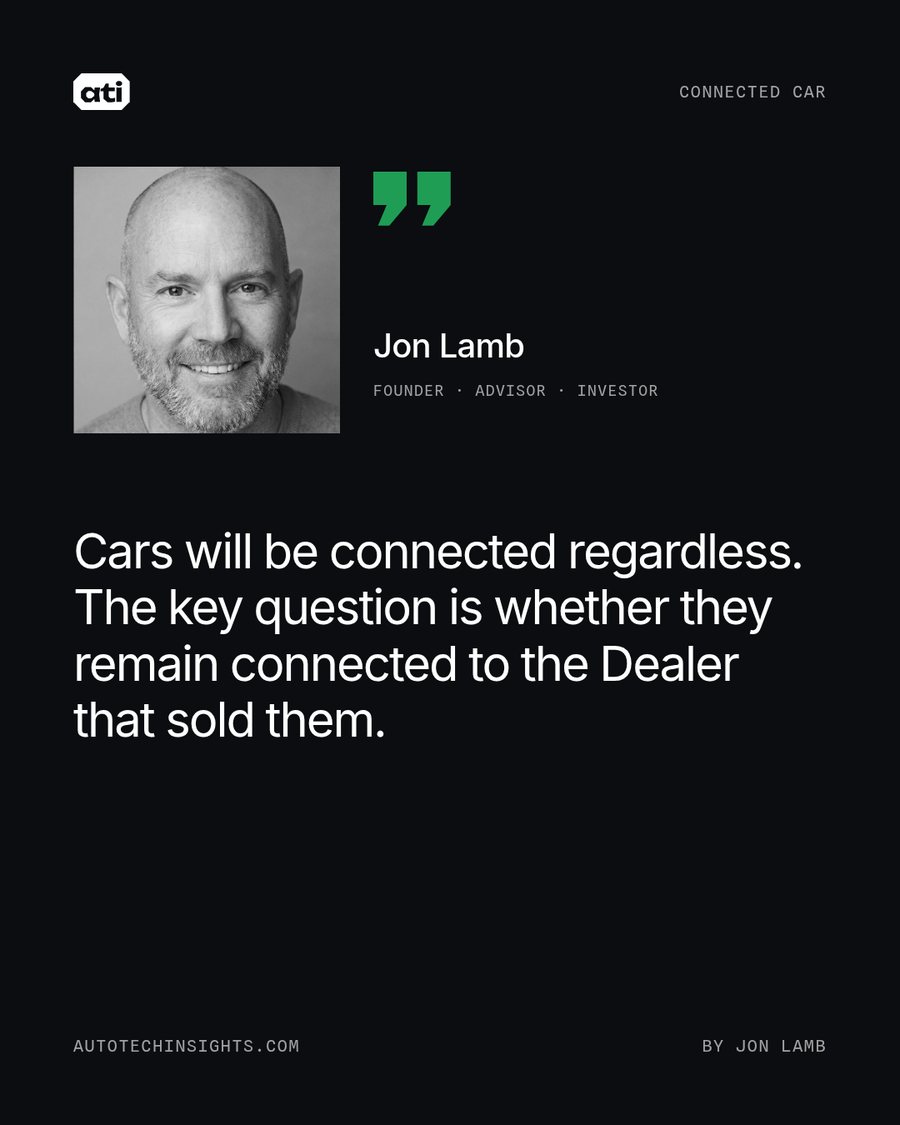 ati
CONNECTED CAR
Jon Lamb
FOUNDER · ADVISOR · INVESTOR
Cars will be connected regardless.
The key question is whether they
remain connected to the Dealer
that sold them.
AUTOTECHINSIGHTS.COM
BY JON LAMB